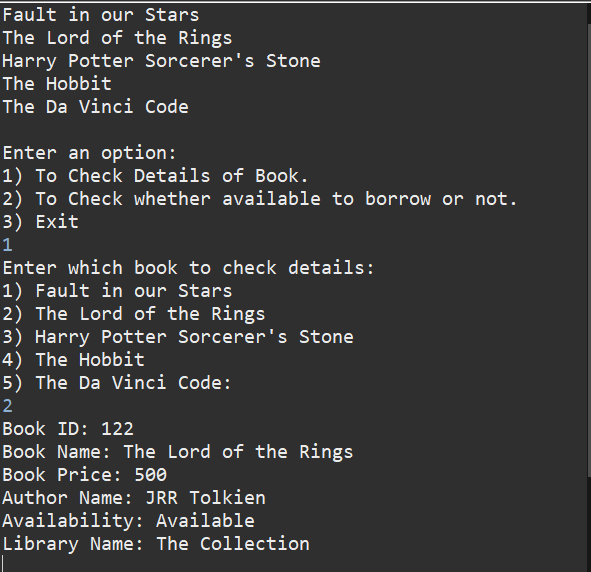 Fault in our Stars
The Lord of the Rings
Harry Potter Sorcerer's Stone
The Hobbit
The Da Vinci Code
Enter an option:
1) To Check Details of Book.
2) To Check whether available to borrow or not.
3) Exit
1
Enter which book to check details:
1) Fault in our Stars
2) The Lord of the Rings
3) Harry Potter Sorcerer's Stone
4) The Hobbit
5) The Da Vinci Code:
2
Book ID: 122
Book Name: The Lord of the Rings
Book Price: 500
Author Name: JRR Tolkien
Availability: Available
Library Name: The Collection